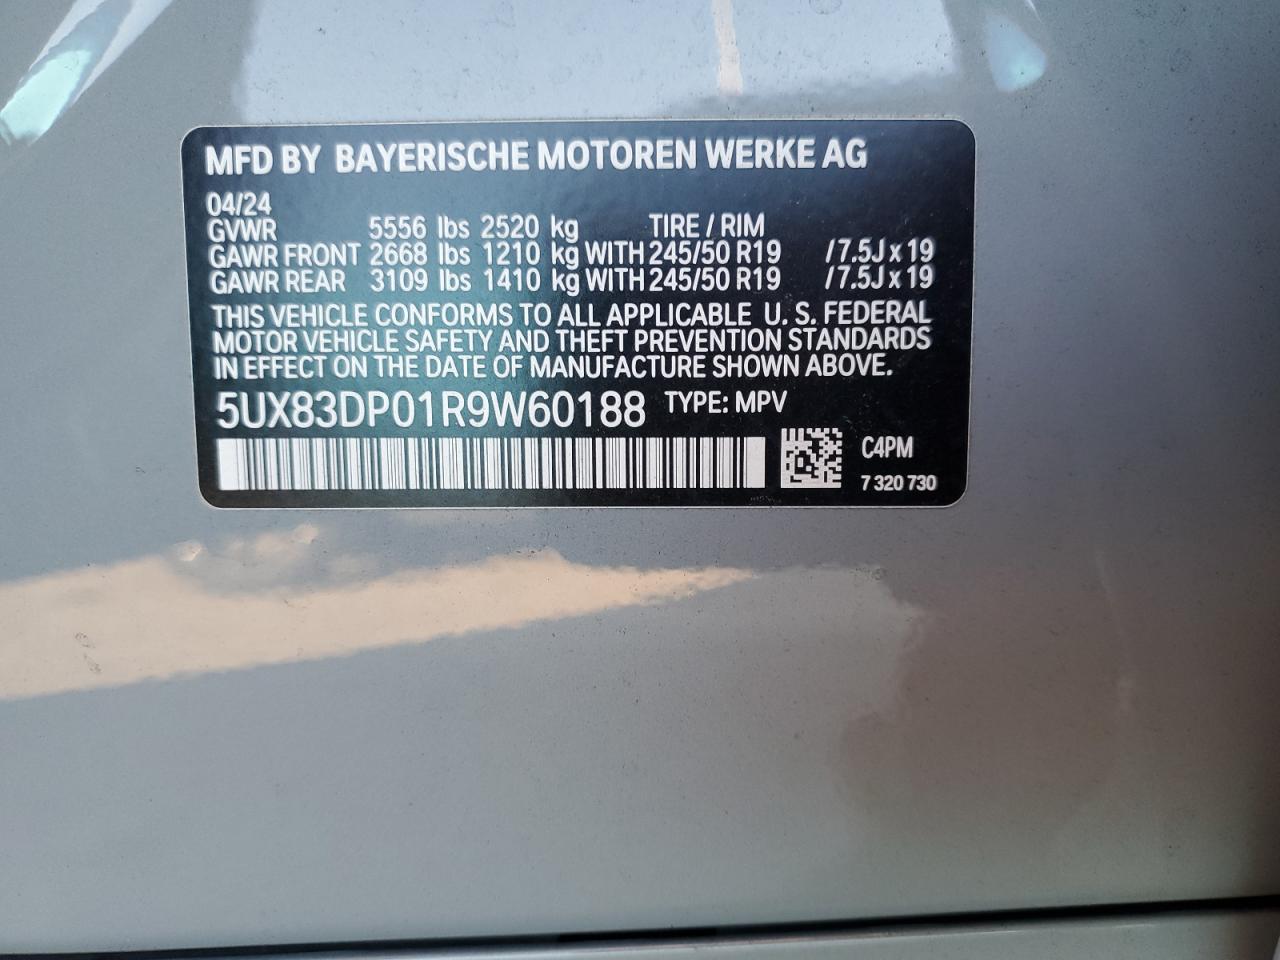 MFD BY BAYERISCHE MOTOREN WERKE AG
04/24
GVWR 5556 lbs 2520 kg TIRE / RIM
GAWR FRONT 2668 lbs 1210 kg WITH 245/50 R19 /7.5J x 19
GAWR REAR 3109 lbs 1410 kg WITH 245/50 R19 /7.5J x 19
THIS VEHICLE CONFORMS TO ALL APPLICABLE U. S. FEDERAL
MOTOR VEHICLE SAFETY AND THEFT PREVENTION STANDARDS
IN EFFECT ON THE DATE OF MANUFACTURE SHOWN ABOVE.
5UX83DP01R9W60188 TYPE: MPV
C4PM
7 320 730